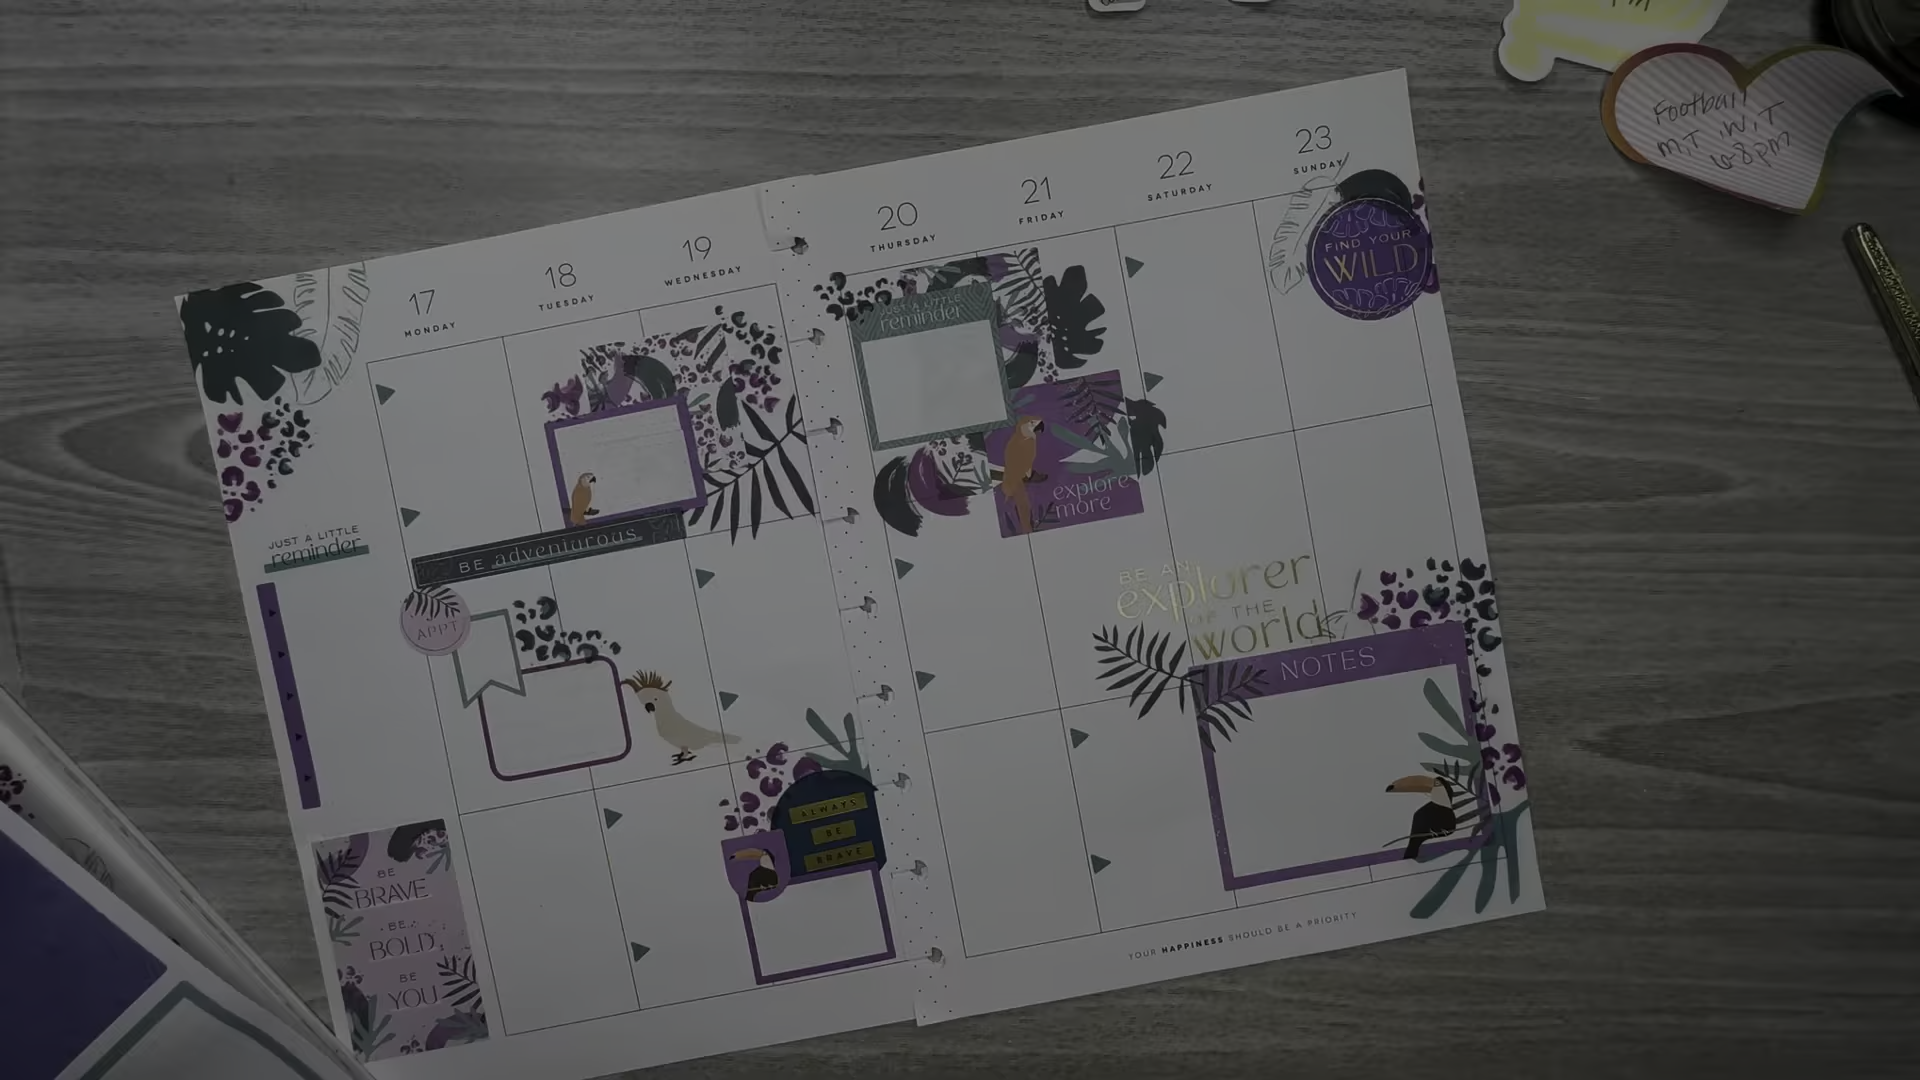 Football
M,T,W,T
6-8pm
17
MONDAY
18
TUESDAY
19
WEDNESDAY
20
THURSDAY
21
FRIDAY
22
SATURDAY
23
SUNDAY
FIND YOUR
WILD
JUST A LITTLE
reminder
explore
more
JUST A LITTLE
reminder
BE adventurous
APPT
BE AN
explorer
OF THE
world
NOTES
ALWAYS
BE
BRAVE
BE
BRAVE
BE
BOLD
BE
YOU
YOUR HAPPINESS SHOULD BE A PRIORITY